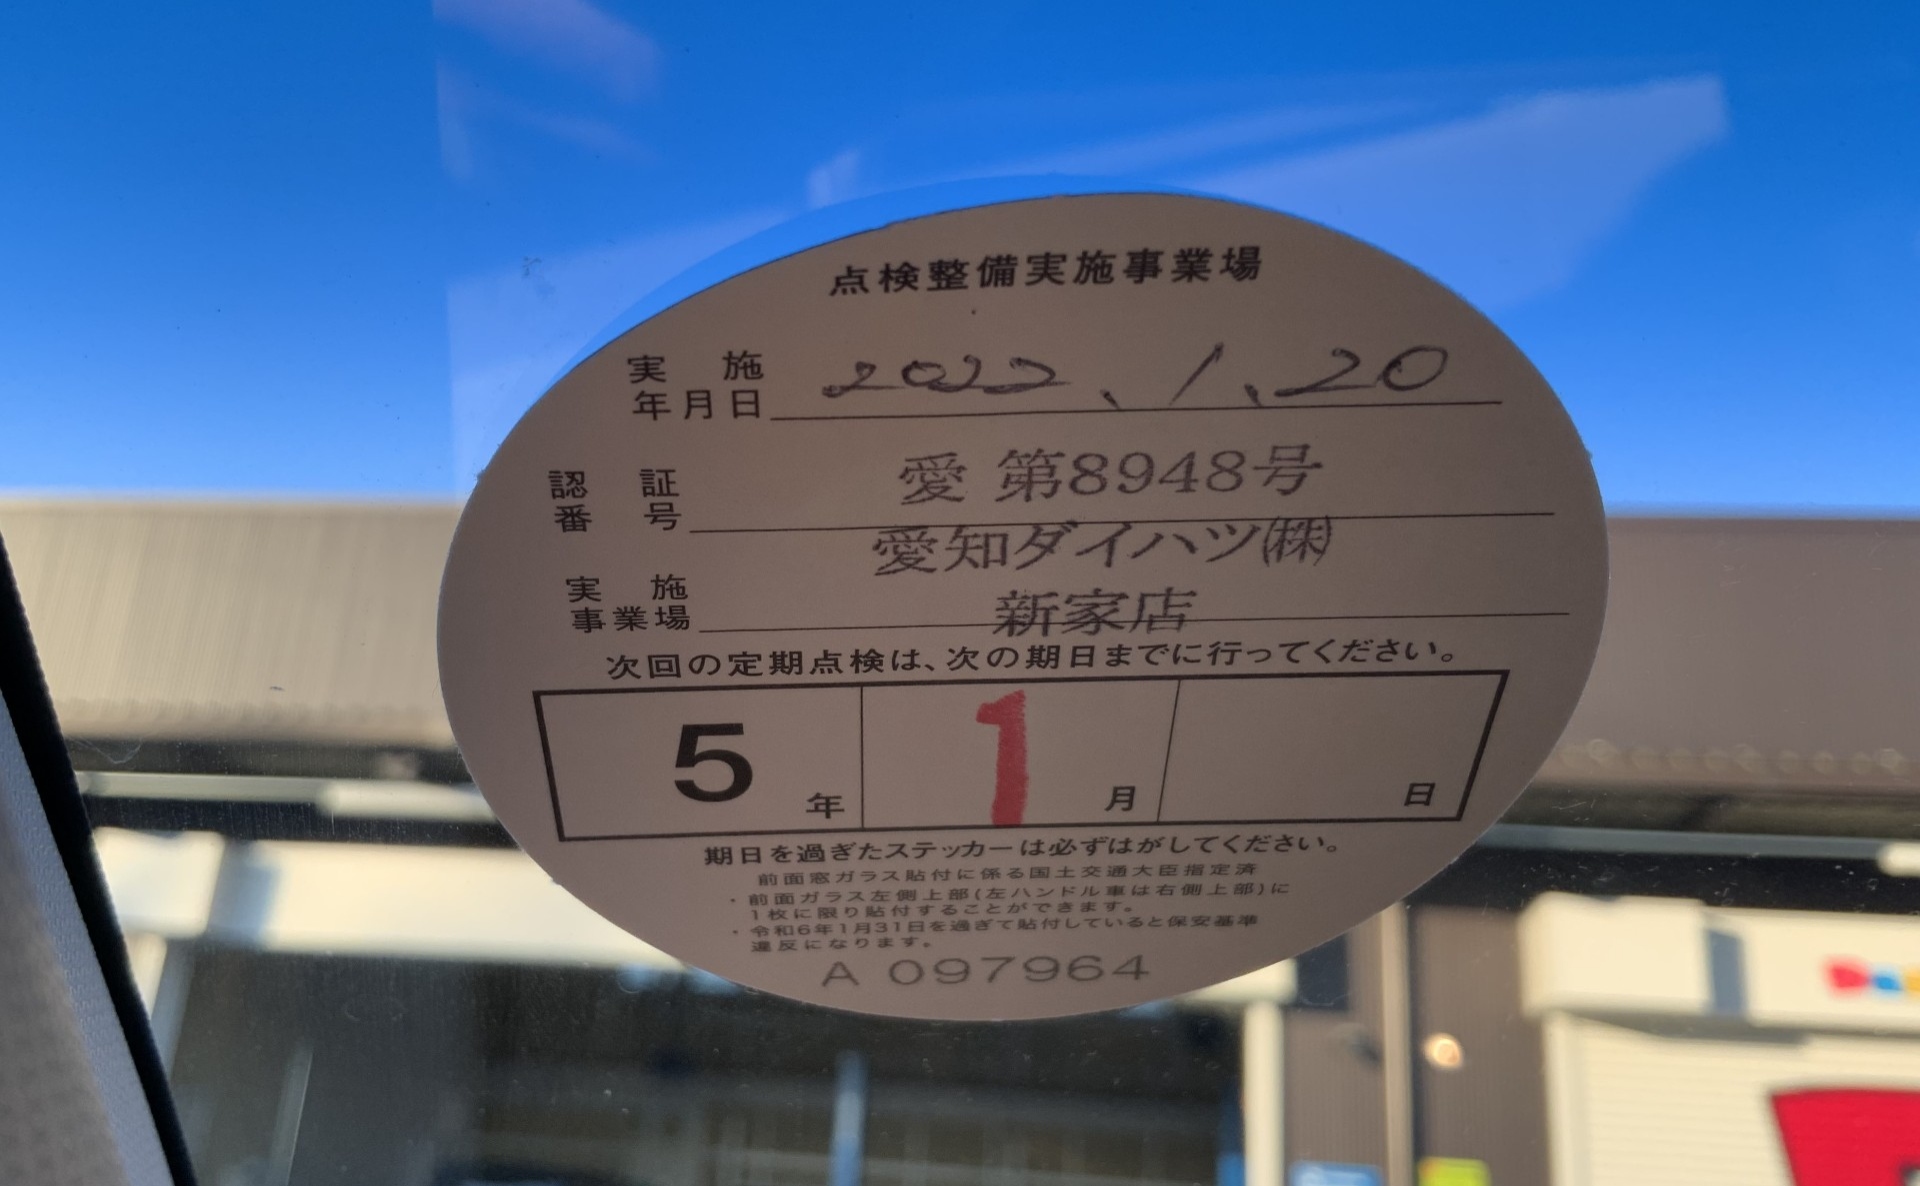 点検整備実施事業場
実施年月日 2022、1、20
認証番号 愛 第8948号
実施事業場 愛知ダイハツ㈱
新家店
次回の定期点検は、次の期日までに行ってください。
5年 1月 日
期日を過ぎたステッカーは必ずはがしてください。
前面窓ガラス貼付に係る国土交通大臣指定済
・前面ガラス左側上部(左ハンドル車は右側上部)に
1枚に限り貼付することができます。
・令和6年1月31日を過ぎて貼付していると保安基準
違反になります。
A 097964